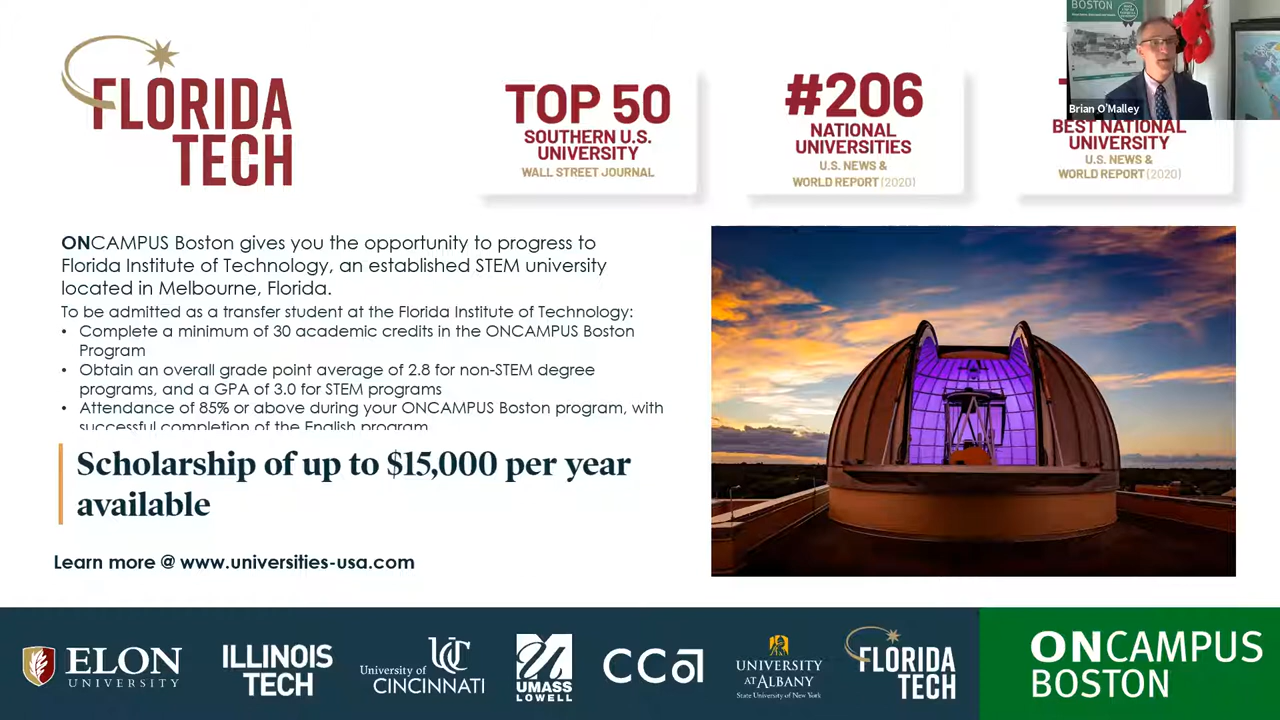 FLORIDA
TECH
TOP 50
SOUTHERN U.S.
UNIVERSITY
WALL STREET JOURNAL
#206
NATIONAL
UNIVERSITIES
U.S. NEWS &
WORLD REPORT (2020)
BOSTON
Brian O'Malley
BEST NATIONAL
UNIVERSITY
U.S. NEWS &
WORLD REPORT (2020)
ONCAMPUS Boston gives you the opportunity to progress to
Florida Institute of Technology, an established STEM university
located in Melbourne, Florida.
To be admitted as a transfer student at the Florida Institute of Technology:
• Complete a minimum of 30 academic credits in the ONCAMPUS Boston
Program
• Obtain an overall grade point average of 2.8 for non-STEM degree
programs, and a GPA of 3.0 for STEM programs
• Attendance of 85% or above during your ONCAMPUS Boston program, with
successful completion of the English program
Scholarship of up to $15,000 per year
available
Learn more @ www.universities-usa.com
ELON
UNIVERSITY
ILLINOIS
TECH
University of
CINCINNATI
UMASS
LOWELL
CCA
UNIVERSITY
AT ALBANY
State University of New York
FLORIDA
TECH
ONCAMPUS
BOSTON